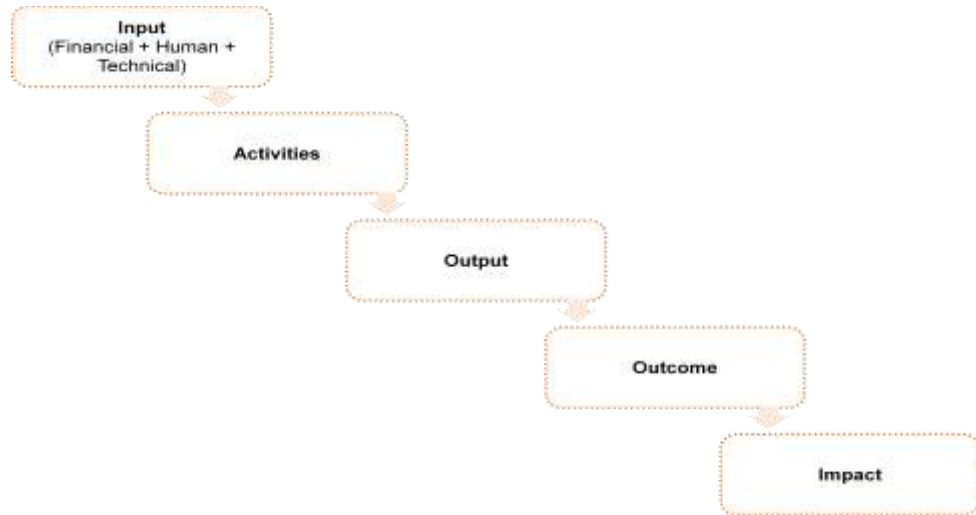 Input
(Financial + Human +
Technical)
Activities
Output
Outcome
Impact